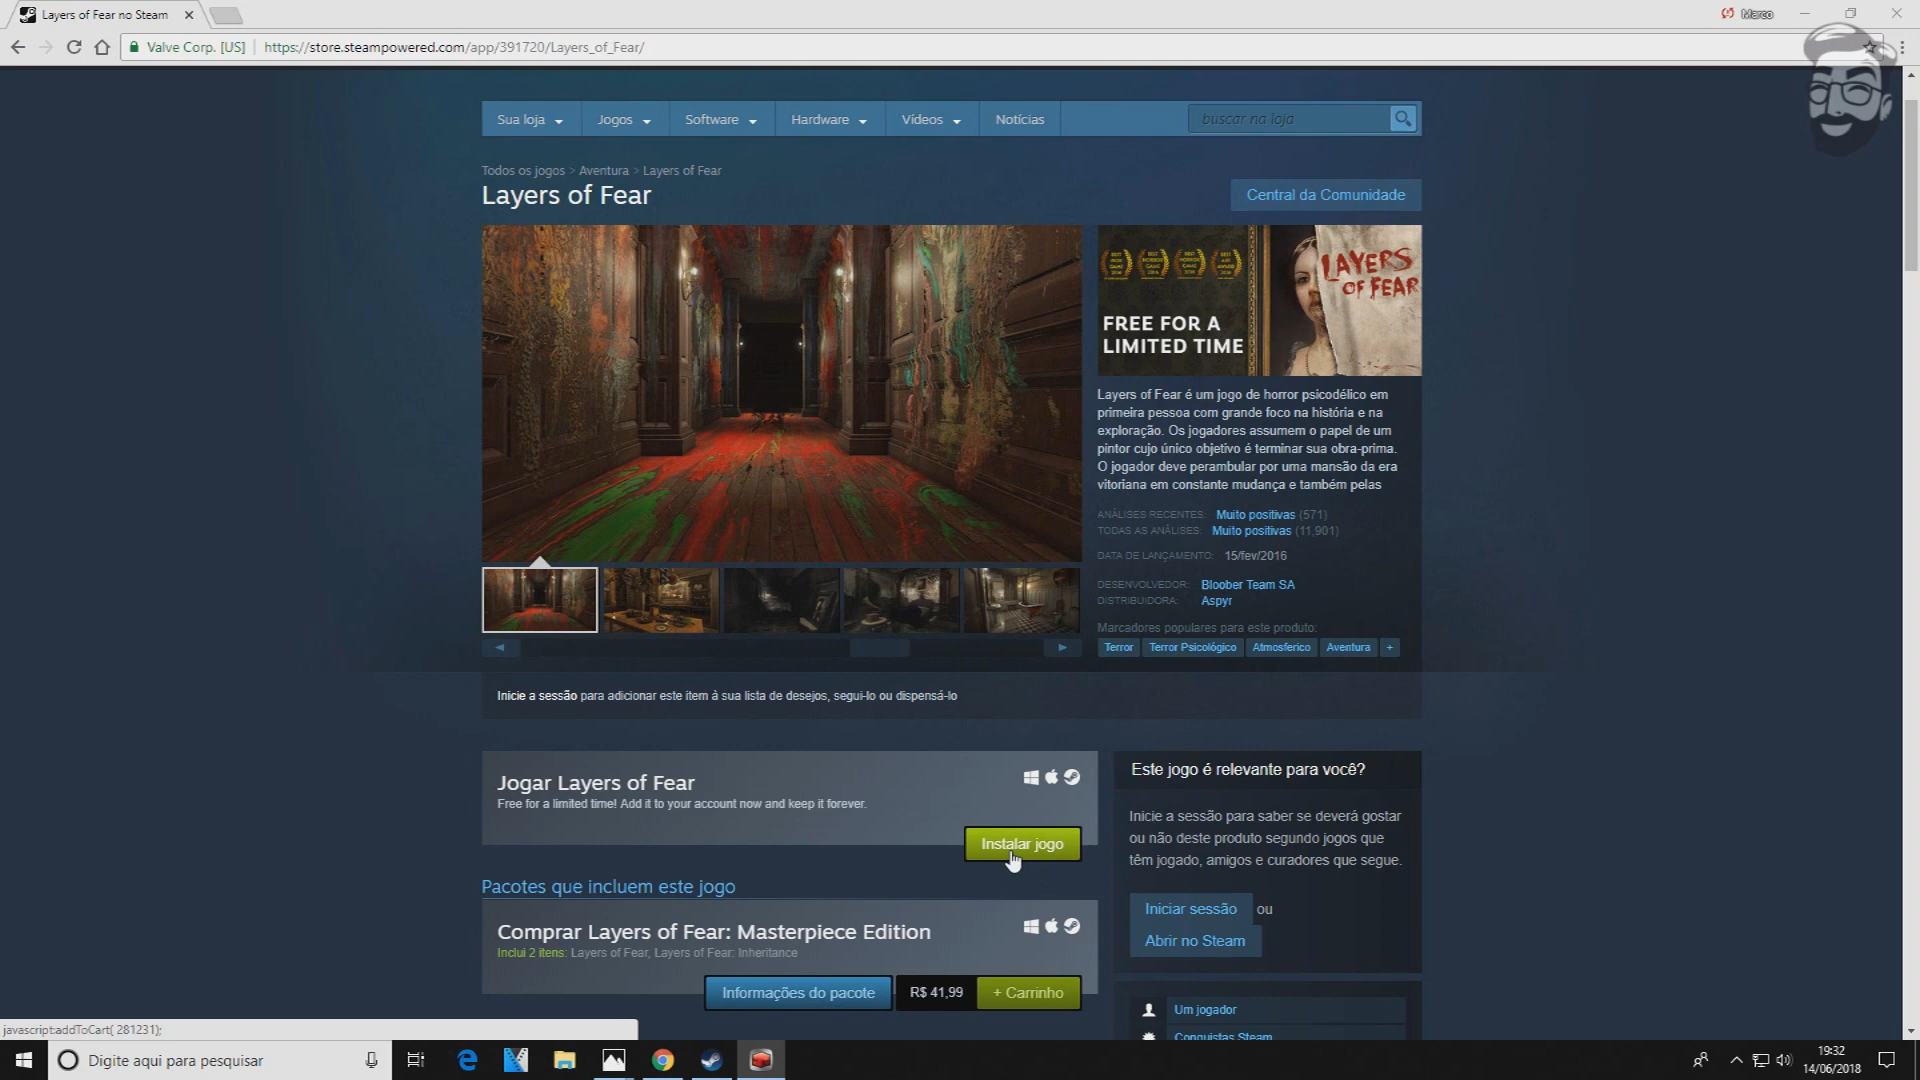 Layers of Fear no Steam
Marco
Valve Corp. [US]
https://store.steampowered.com/app/391720/Layers_of_Fear/
Sua loja
Jogos
Software
Hardware
Vídeos
Notícias
buscar na loja
Todos os jogos > Aventura > Layers of Fear
Layers of Fear
Central da Comunidade
LAYERS
OF FEAR
FREE FOR A
LIMITED TIME
Layers of Fear é um jogo de horror psicodélico em
primeira pessoa com grande foco na história e na
exploração. Os jogadores assumem o papel de um
pintor cujo único objetivo é terminar sua obra-prima.
O jogador deve perambular por uma mansão da era
vitoriana em constante mudança e também pelas
ANÁLISES RECENTES: Muito positivas (571)
TODAS AS ANÁLISES: Muito positivas (11,901)
DATA DE LANÇAMENTO: 15/fev/2016
DESENVOLVEDOR: Bloober Team SA
DISTRIBUIDORA: Aspyr
Marcadores populares para este produto:
Terror
Terror Psicológico
Atmosférico
Aventura
+
Inicie a sessão para adicionar este item à sua lista de desejos, segui-lo ou dispensá-lo
Jogar Layers of Fear
Free for a limited time! Add it to your account now and keep it forever.
Instalar jogo
Este jogo é relevante para você?
Inicie a sessão para saber se deverá gostar
ou não deste produto segundo jogos que
têm jogado, amigos e curadores que segue.
Iniciar sessão ou
Abrir no Steam
Pacotes que incluem este jogo
Comprar Layers of Fear: Masterpiece Edition
Inclui 2 itens: Layers of Fear, Layers of Fear: Inheritance
Informações do pacote
R$ 41,99
+ Carrinho
Um jogador
Conquistas Steam
javascript:addToCart( 281231);
Digite aqui para pesquisar
19:32
14/06/2018